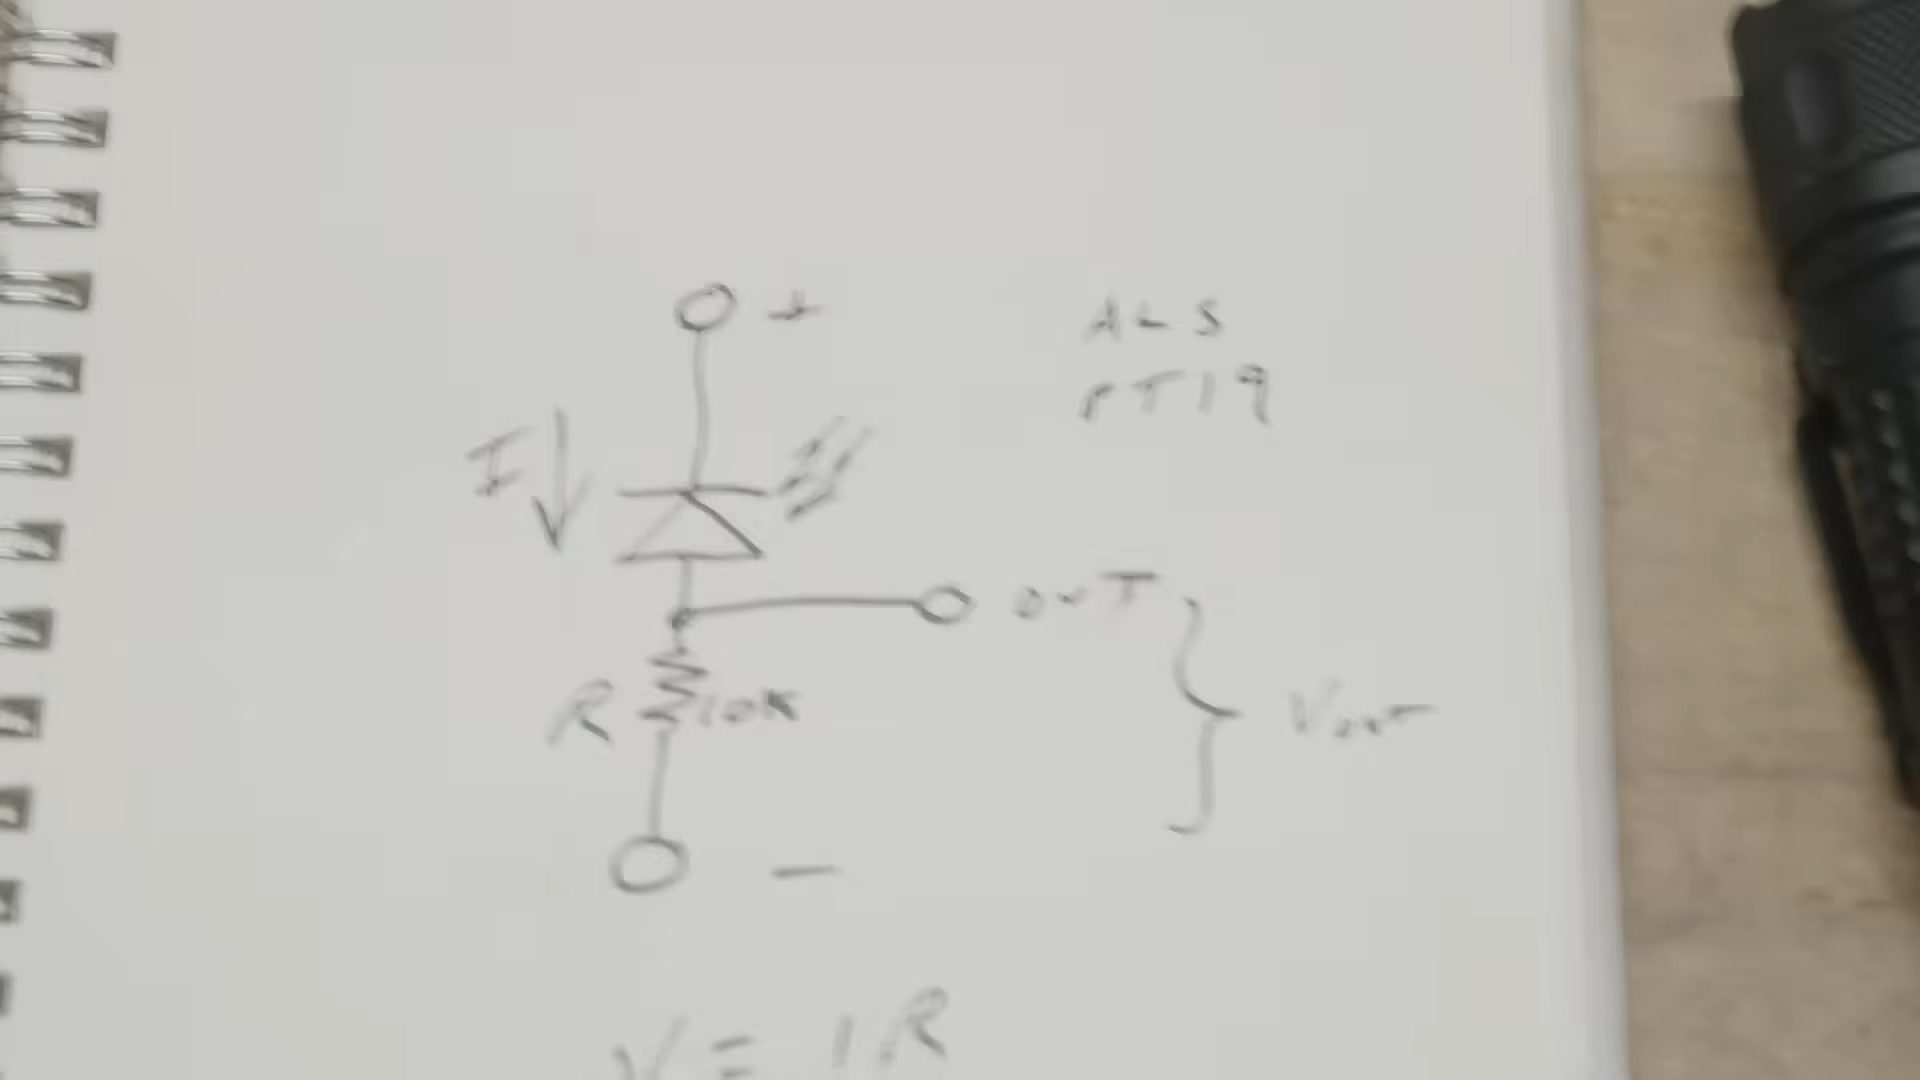 +
ALS
PT19
I
OUT
R 10K
Vout
−
V = IR